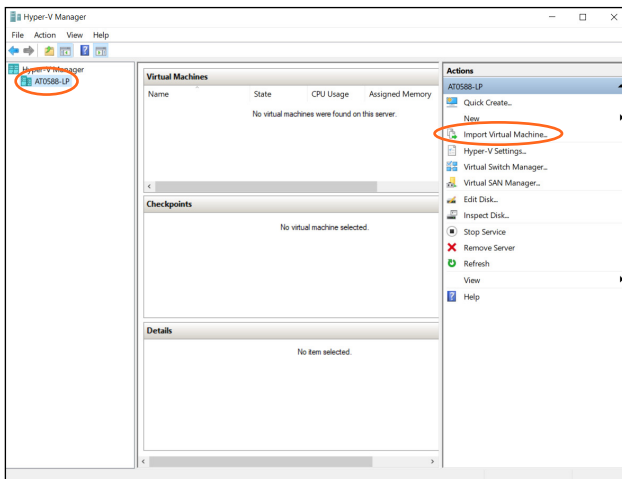 Hyper-V Manager
File Action View Help
Hyper-V Manager
AT0588-LP
Virtual Machines
Name State CPU Usage Assigned Memory
No virtual machines were found on this server.
Checkpoints
No virtual machine selected.
Details
No item selected.
Actions
AT0588-LP
Quick Create...
New
Import Virtual Machine...
Hyper-V Settings...
Virtual Switch Manager...
Virtual SAN Manager...
Edit Disk...
Inspect Disk...
Stop Service
Remove Server
Refresh
View
Help